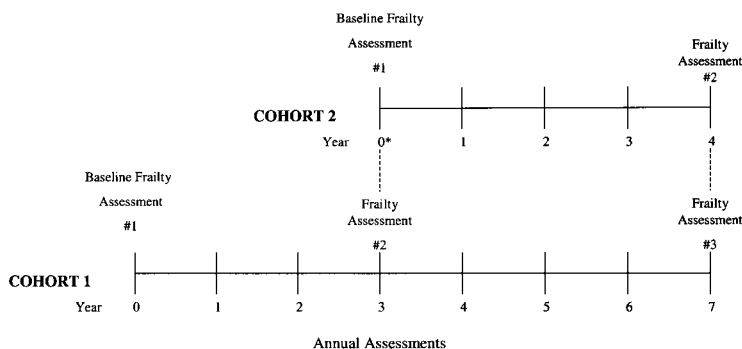 Baseline Frailty
Assessment
#1
Frailty
Assessment
#2
COHORT 2
Year 0* 1 2 3 4
Baseline Frailty
Assessment
#1
Frailty
Assessment
#2
Frailty
Assessment
#3
COHORT 1
Year 0 1 2 3 4 5 6 7
Annual Assessments